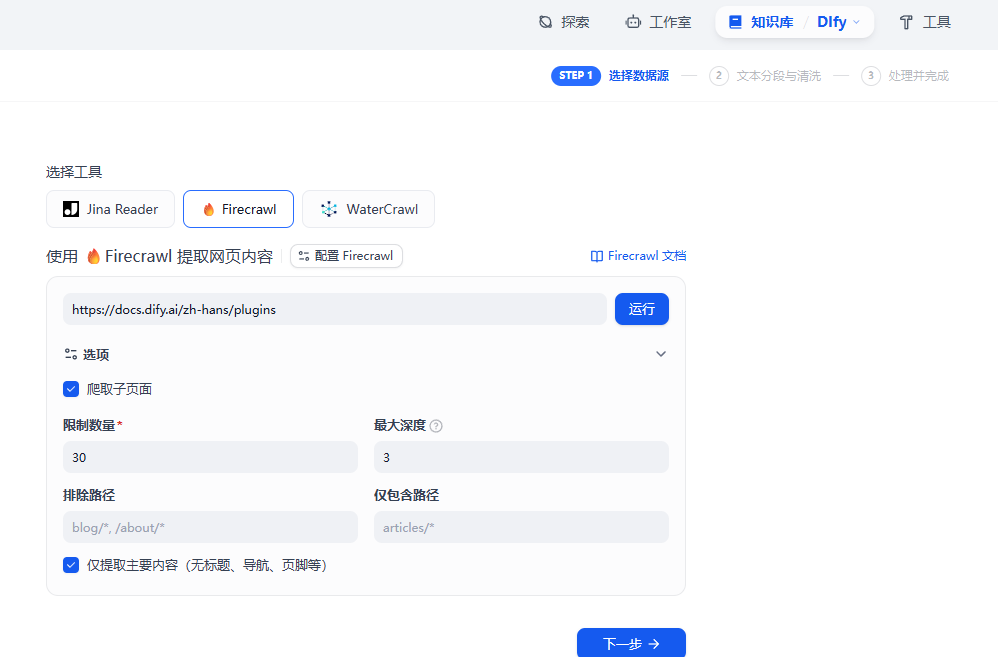 探索 工作室 知识库 / DIfy 工具
STEP 1 选择数据源 2 文本分段与清洗 3 处理并完成
选择工具
Jina Reader Firecrawl WaterCrawl
使用 🔥Firecrawl 提取网页内容 配置 Firecrawl Firecrawl 文档
https://docs.dify.ai/zh-hans/plugins 运行
选项
爬取子页面
限制数量* 最大深度 ?
30 3
排除路径 仅包含路径
blog/*, /about/* articles/*
仅提取主要内容（无标题、导航、页脚等）
下一步 →